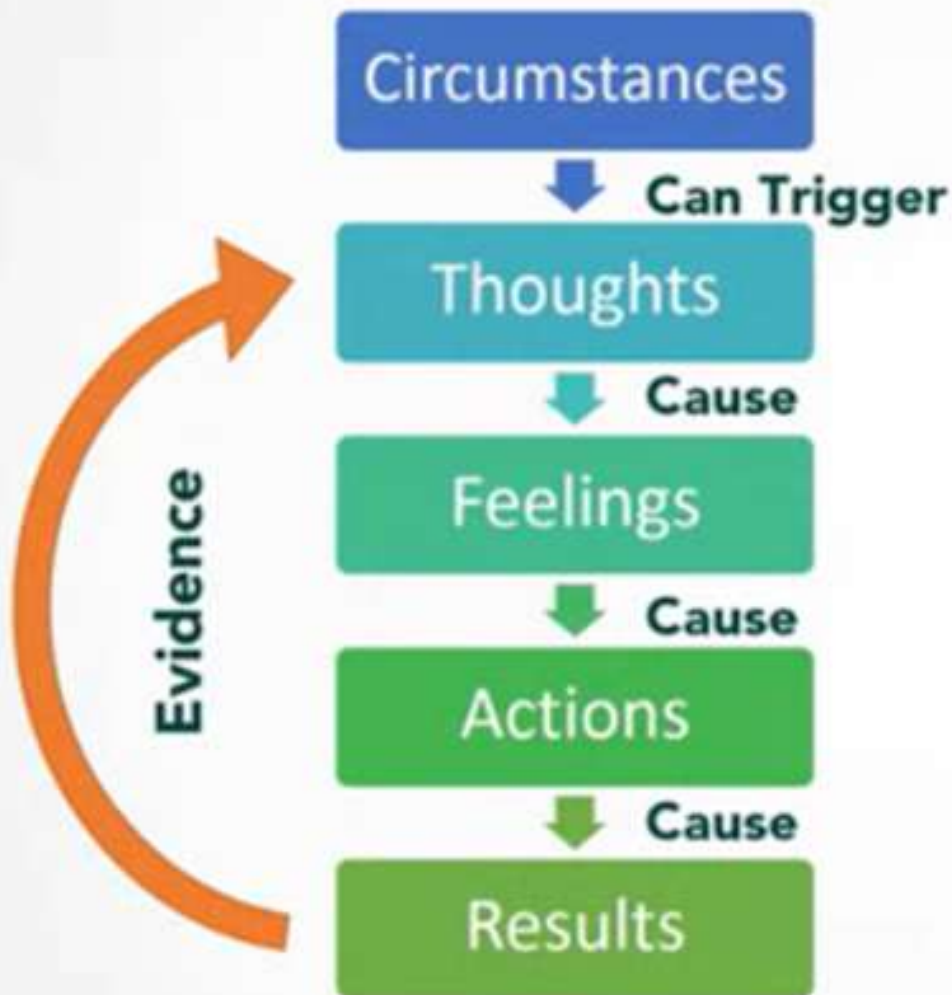 Circumstances
Can Trigger
Thoughts
Cause
Feelings
Cause
Actions
Cause
Results
Evidence